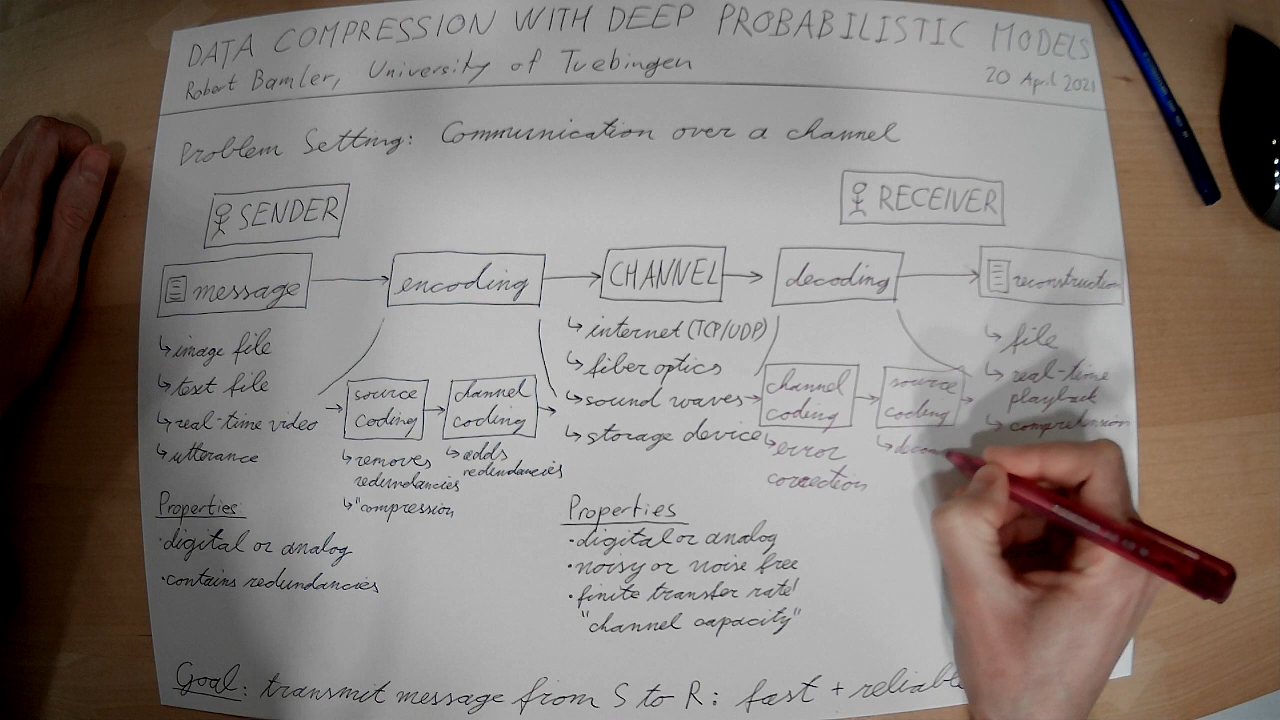 DATA COMPRESSION WITH DEEP PROBABILISTIC MODELS
Robert Bamler, University of Tuebingen
20 April 2021
Problem Setting: Communication over a channel
SENDER
RECEIVER
message
encoding
CHANNEL
decoding
reconstruction
↳ image file
↳ text file
↳ real-time video
↳ utterance
source
coding
↳ removes
redundancies
↳ "compression
channel
coding
↳ adds
redundancies
↳ internet (TCP/UDP)
↳ fiber optics
↳ sound waves
↳ storage device
channel
coding
↳ error
correction
source
coding
↳ file
↳ real-time
playback
↳ comprehension
Properties
· digital or analog
· contains redundancies
Properties
· digital or analog
· noisy or noise free
· finite transfer rate
"channel capacity"
Goal: transmit message from S to R: fast + reliable